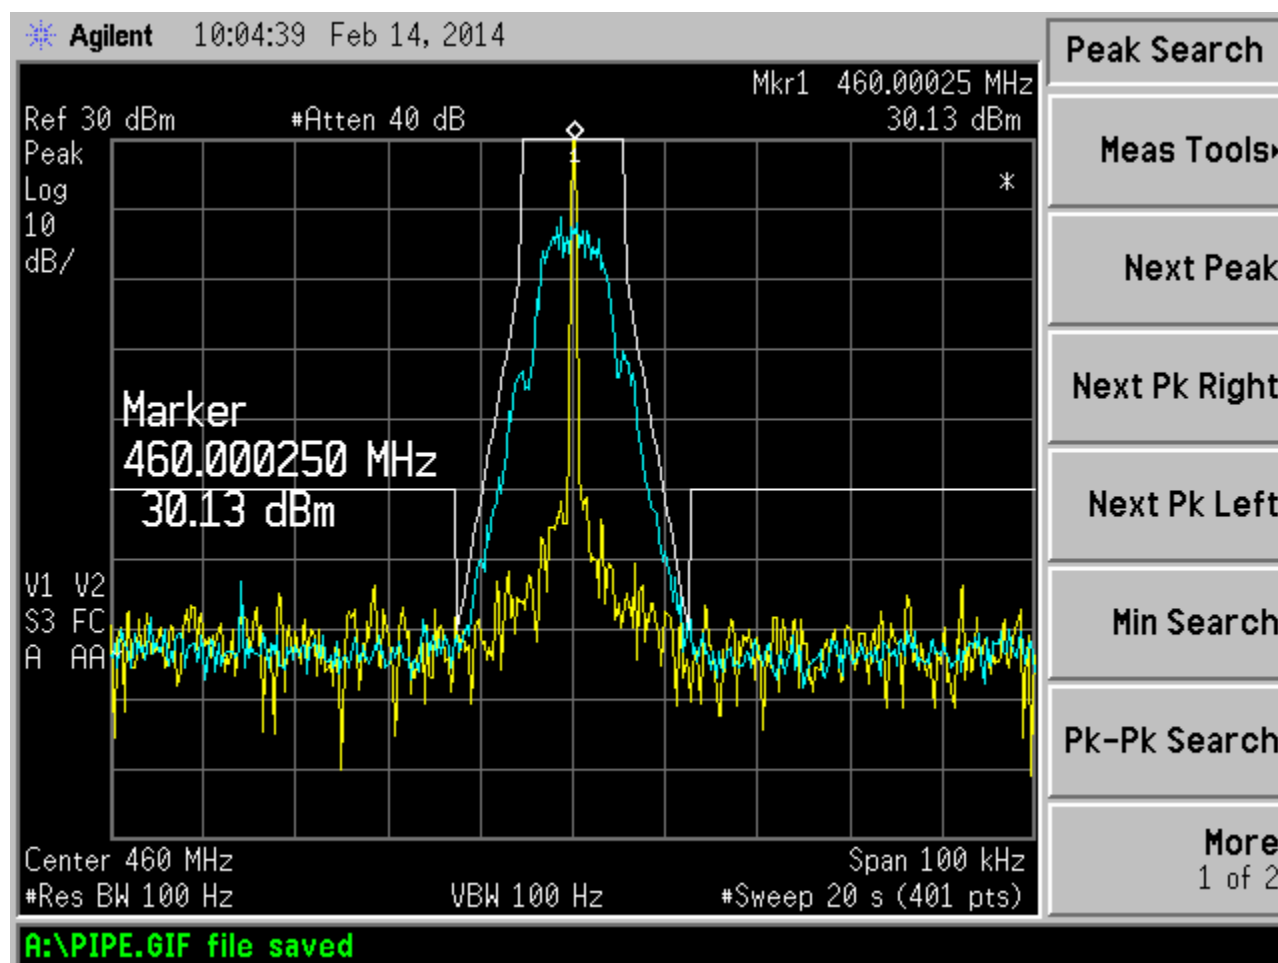 Agilent 10:04:39 Feb 14, 2014
Peak Search
Mkr1 460.00025 MHz
Ref 30 dBm #Atten 40 dB 30.13 dBm
Peak
Log
10
dB/
1
*
Marker
460.000250 MHz
30.13 dBm
V1 V2
S3 FC
A AA
Center 460 MHz Span 100 kHz
#Res BW 100 Hz VBW 100 Hz #Sweep 20 s (401 pts)
A:\PIPE.GIF file saved
Meas Tools
Next Peak
Next Pk Right
Next Pk Left
Min Search
Pk-Pk Search
More
1 of 2